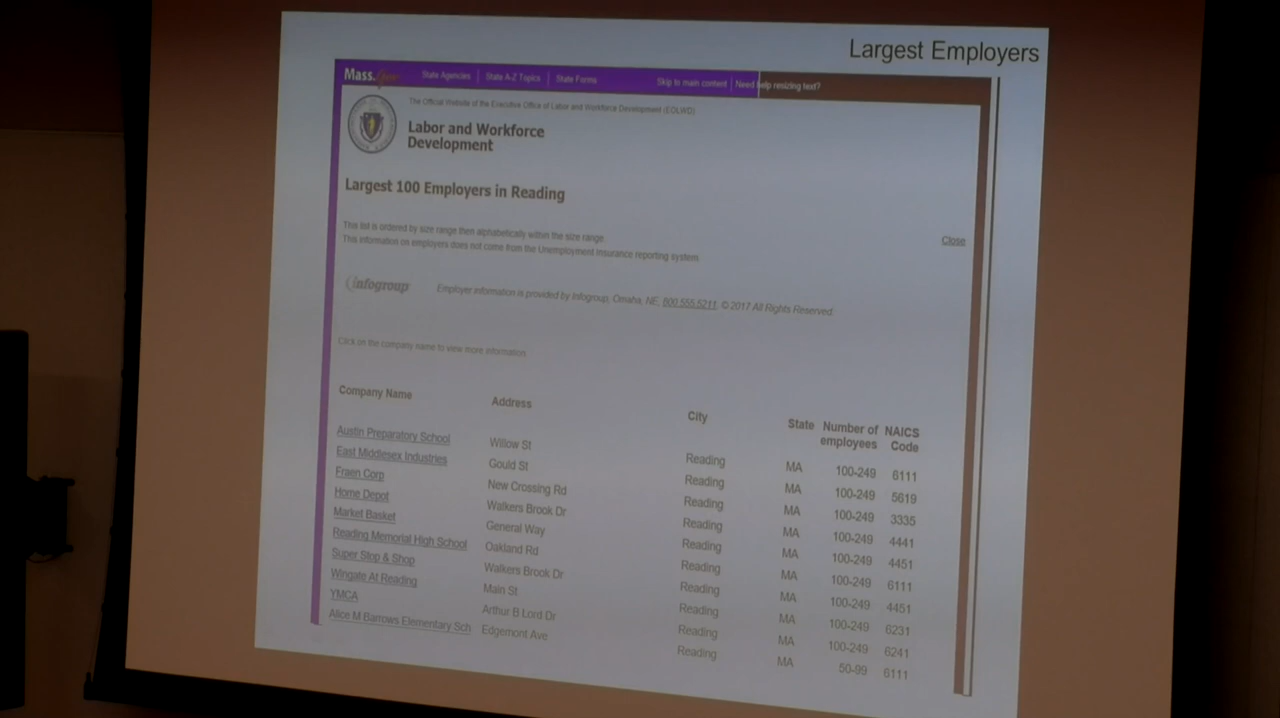 Largest Employers
Mass.Gov State Agencies State A-Z Topics State Forms Skip to main content Need help resizing text?
The Official Website of the Executive Office of Labor and Workforce Development (EOLWD)
Labor and Workforce
Development
Largest 100 Employers in Reading
This list is ordered by size range then alphabetically within the size range.
This information on employers does not come from the Unemployment Insurance reporting system.
Close
infogroup Employer information is provided by Infogroup, Omaha, NE, 800.555.5211. © 2017 All Rights Reserved.
Click on the company name to view more information.
Company Name Address City State Number of employees NAICS Code
Austin Preparatory School Willow St Reading MA 100-249 6111
East Middlesex Industries Gould St Reading MA 100-249 5619
Fraen Corp New Crossing Rd Reading MA 100-249 3335
Home Depot Walkers Brook Dr Reading MA 100-249 4441
Market Basket General Way Reading MA 100-249 4451
Reading Memorial High School Oakland Rd Reading MA 100-249 6111
Super Stop & Shop Walkers Brook Dr Reading MA 100-249 4451
Wingate At Reading Main St Reading MA 100-249 6231
YMCA Arthur B Lord Dr Reading MA 100-249 6241
Alice M Barrows Elementary Sch Edgemont Ave Reading MA 50-99 6111